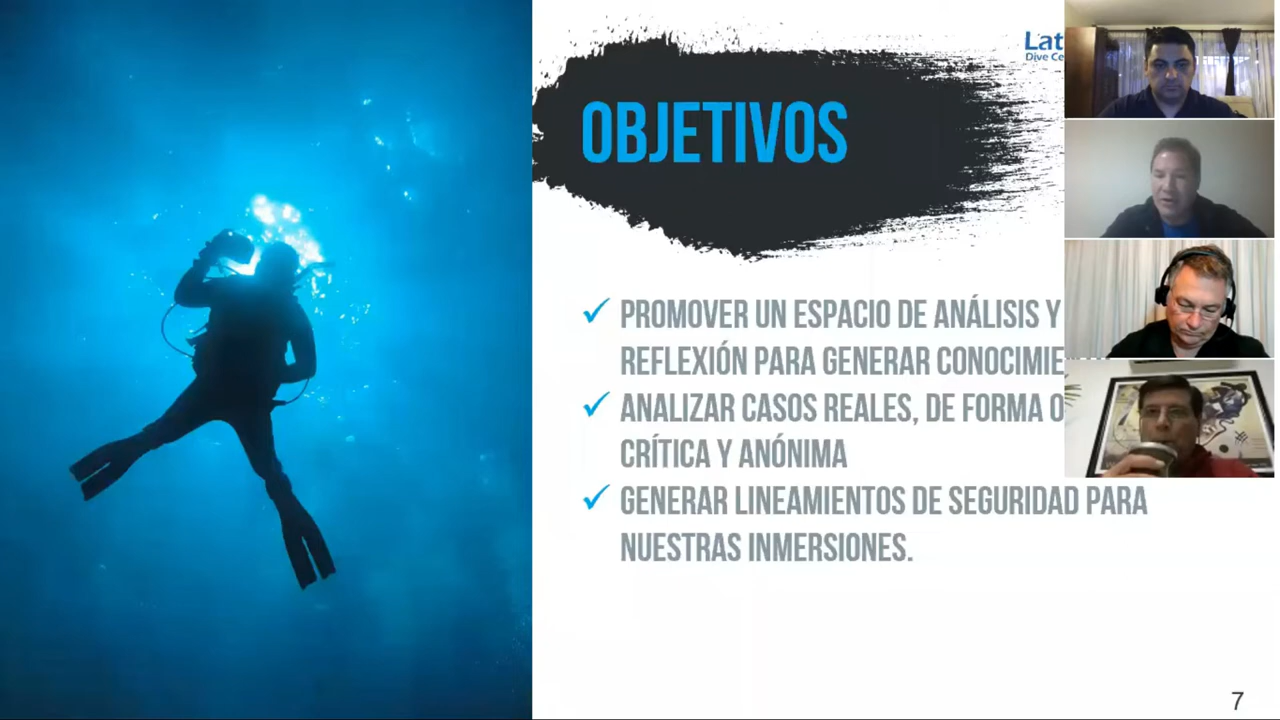 OBJETIVOS
Lat
Dive Ce
✓ PROMOVER UN ESPACIO DE ANÁLISIS Y
REFLEXIÓN PARA GENERAR CONOCIMIE
✓ ANALIZAR CASOS REALES, DE FORMA O
CRÍTICA Y ANÓNIMA
✓ GENERAR LINEAMIENTOS DE SEGURIDAD PARA
NUESTRAS INMERSIONES.
7